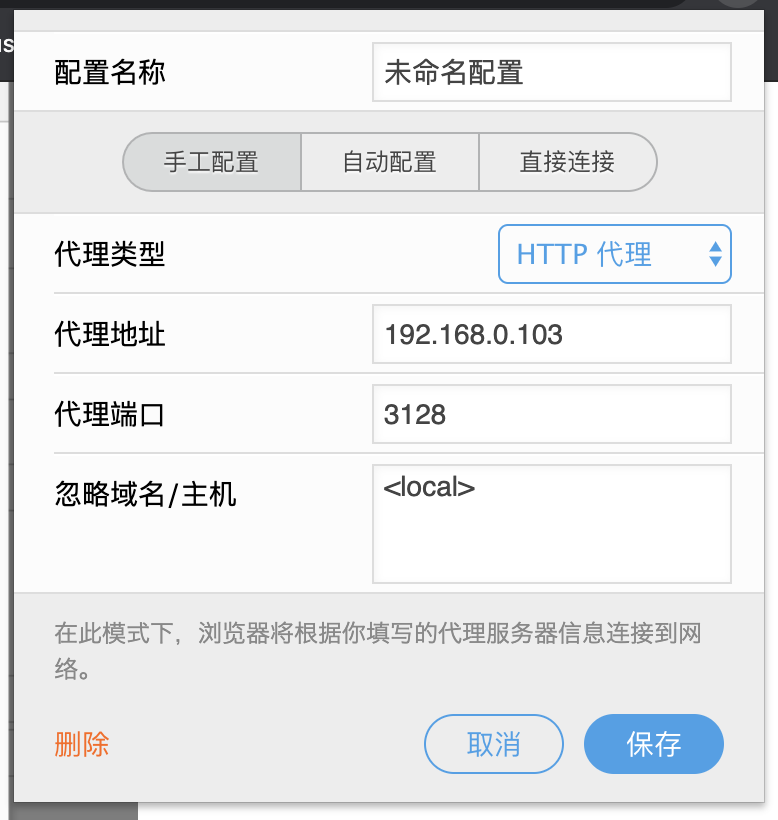 us
配置名称
未命名配置
手工配置
自动配置
直接连接
代理类型
HTTP 代理
代理地址
192.168.0.103
代理端口
3128
忽略域名/主机
<local>
在此模式下，浏览器将根据你填写的代理服务器信息连接到网
络。
删除
取消
保存